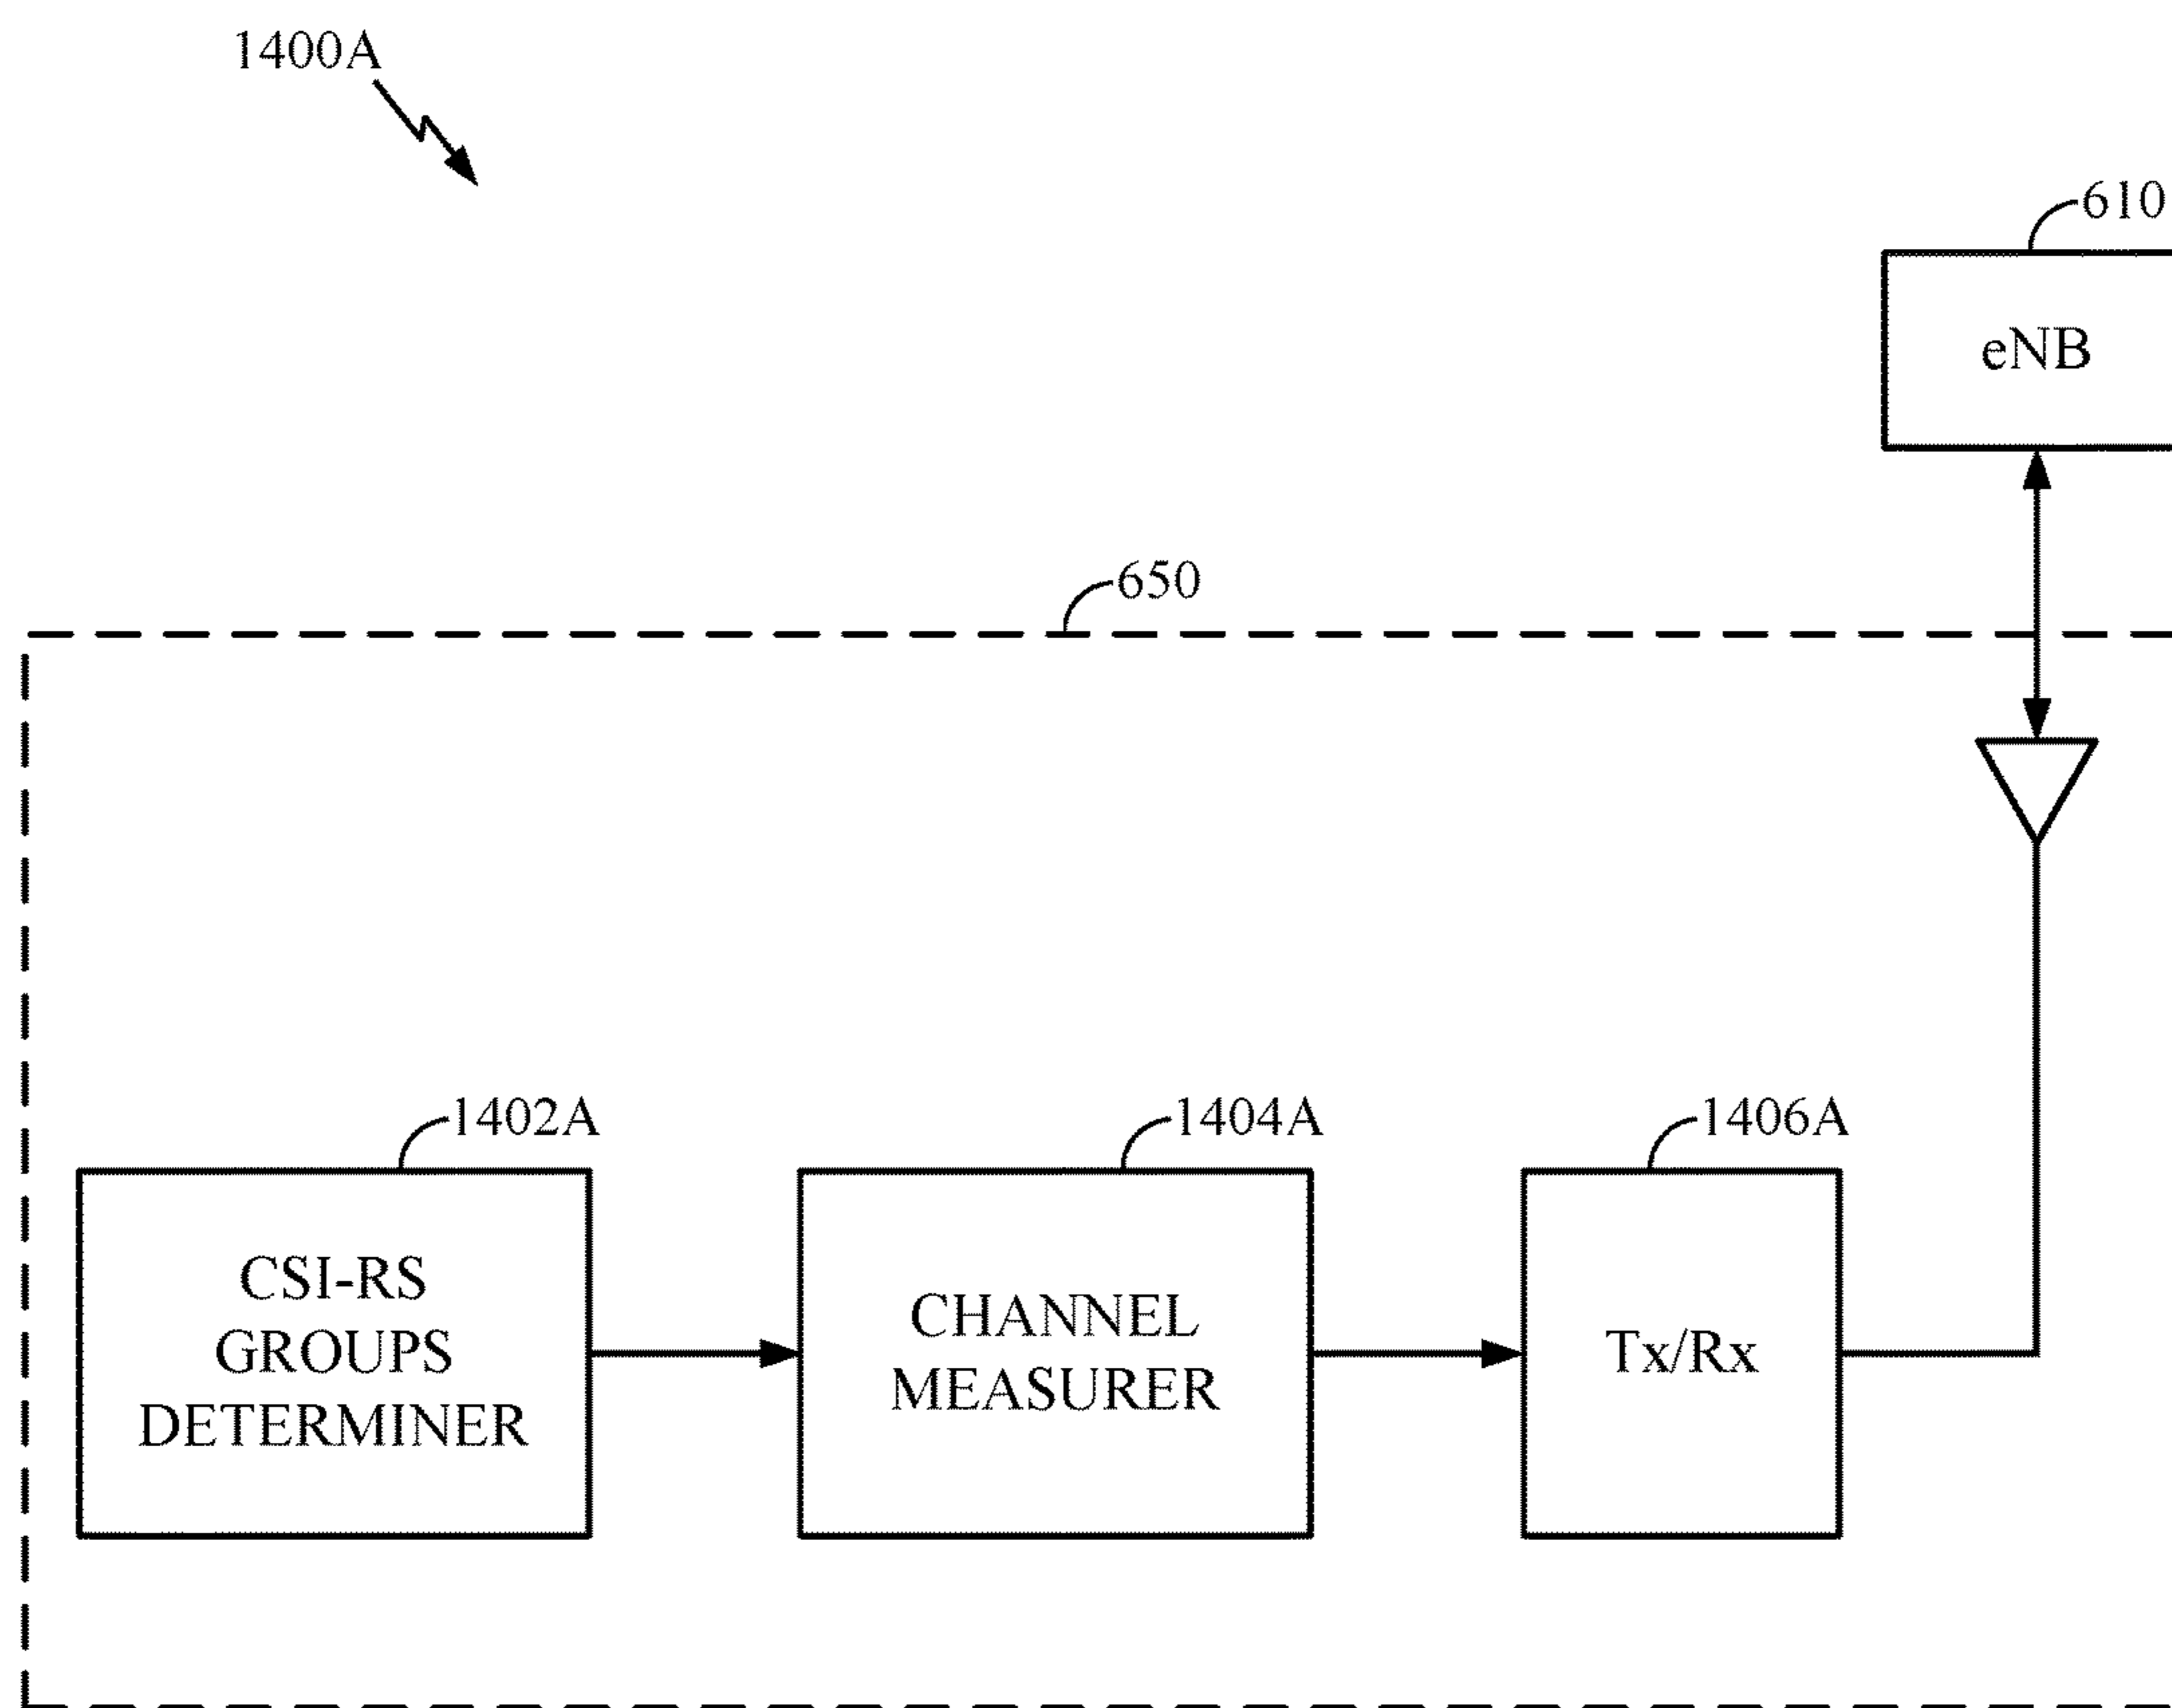 1400A
610
eNB
650
1402A
1404A
1406A
CSI-RS
GROUPS
DETERMINER
CHANNEL
MEASURER
Tx/Rx